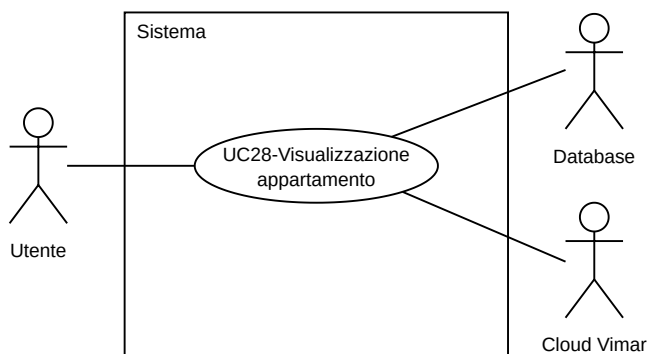 Sistema
UC28-Visualizzazione
appartamento
Utente
Database
Cloud Vimar